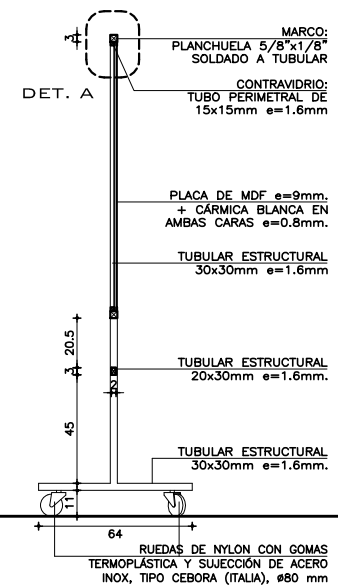 MARCO:
PLANCHUELA 5/8"x1/8"
SOLDADO A TUBULAR
3
DET. A
CONTRAVIDRIO:
TUBO PERIMETRAL DE
15x15mm e=1.6mm
PLACA DE MDF e=9mm.
+ CÁRMICA BLANCA EN
AMBAS CARAS e=0.8mm.
TUBULAR ESTRUCTURAL
30x30mm e=1.6mm
20.5
TUBULAR ESTRUCTURAL
20x30mm e=1.6mm.
3
2
45
TUBULAR ESTRUCTURAL
30x30mm e=1.6mm.
11
64
RUEDAS DE NYLON CON GOMAS
TERMOPLÁSTICA Y SUJECCIÓN DE ACERO
INOX, TIPO CEBORA (ITALIA), ø80 mm